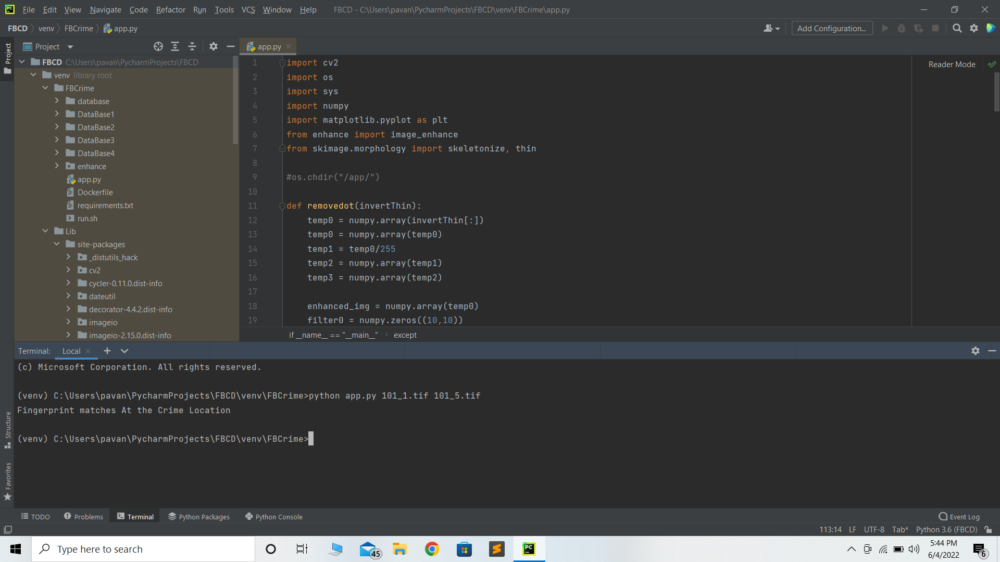 PC File Edit View Navigate Code Refactor Run Tools VCS Window Help FBCD - C:\Users\pavan\PycharmProjects\FBCD\venv\FBCrime\app.py
FBCD venv FBCrime app.py
Add Configuration...
Project
Project
FBCD C:\Users\pavan\PycharmProjects\FBCD
venv library root
FBCrime
database
DataBase1
DataBase2
DataBase3
DataBase4
enhance
app.py
Dockerfile
requirements.txt
run.sh
Lib
site-packages
_distutils_hack
cv2
cycler-0.11.0.dist-info
dateutil
decorator-4.4.2.dist-info
imageio
imageio-2.15.0.dist-info
app.py
Reader Mode
1 import cv2
2 import os
3 import sys
4 import numpy
5 import matplotlib.pyplot as plt
6 from enhance import image_enhance
7 from skimage.morphology import skeletonize, thin
8
9 #os.chdir("/app/")
10
11 def removedot(invertThin):
12 temp0 = numpy.array(invertThin[:])
13 temp0 = numpy.array(temp0)
14 temp1 = temp0/255
15 temp2 = numpy.array(temp1)
16 temp3 = numpy.array(temp2)
17
18 enhanced_img = numpy.array(temp0)
19 filter0 = numpy.zeros((10,10))
if __name__ == "__main__" › except
Terminal: Local
(c) Microsoft Corporation. All rights reserved.
(venv) C:\Users\pavan\PycharmProjects\FBCD\venv\FBCrime>python app.py 101_1.tif 101_5.tif
Fingerprint matches At the Crime Location
(venv) C:\Users\pavan\PycharmProjects\FBCD\venv\FBCrime>
Structure
Favorites
TODO Problems Terminal Python Packages Python Console Event Log
113:14 LF UTF-8 Tab* Python 3.6 (FBCD)
Type here to search
45
PC
5:44 PM
6/4/2022
6